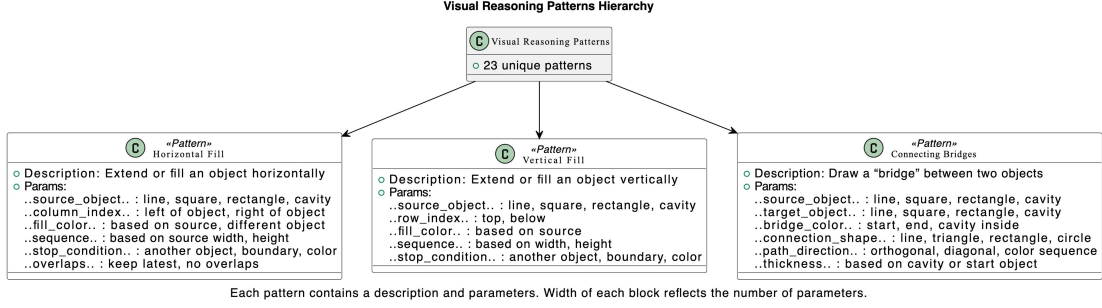 Visual Reasoning Patterns Hierarchy
C Visual Reasoning Patterns
23 unique patterns
C «Pattern»
Horizontal Fill
Description: Extend or fill an object horizontally
Params:
..source_object.. : line, square, rectangle, cavity
..column_index.. : left of object, right of object
..fill_color.. : based on source, different object
..sequence.. : based on source width, height
..stop_condition.. : another object, boundary, color
..overlaps.. : keep latest, no overlaps
C «Pattern»
Vertical Fill
Description: Extend or fill an object vertically
Params:
..source_object.. : line, square, rectangle, cavity
..row_index.. : top, below
..fill_color.. : based on source
..sequence.. : based on width, height
..stop_condition.. : another object, boundary, color
C «Pattern»
Connecting Bridges
Description: Draw a “bridge” between two objects
Params:
..source_object.. : line, square, rectangle, cavity
..target_object.. : line, square, rectangle, cavity
..bridge_color.. : start, end, cavity inside
..connection_shape.. : line, triangle, rectangle, circle
..path_direction.. : orthogonal, diagonal, color sequence
..thickness.. : based on cavity or start object
Each pattern contains a description and parameters. Width of each block reflects the number of parameters.